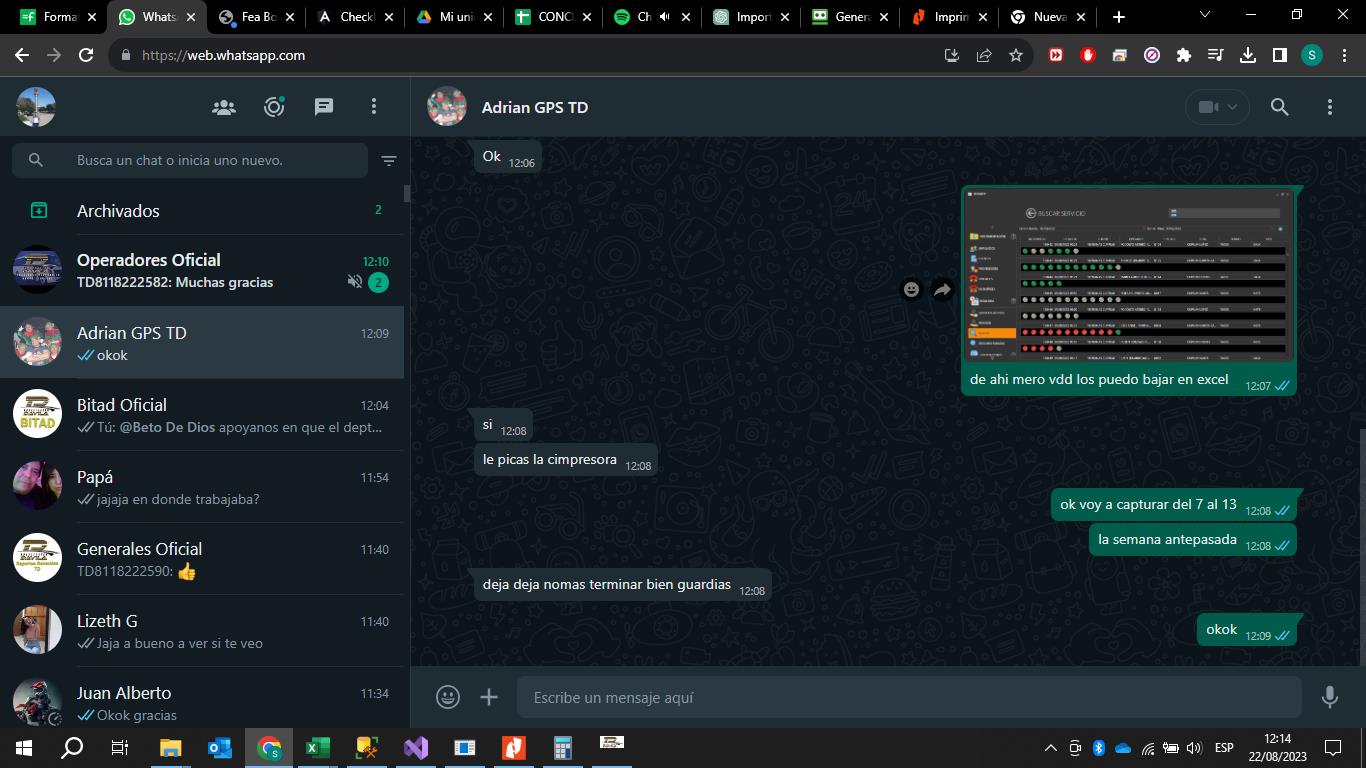 Forma
Whats
Fea Bo
Checkl
Mi uni
CONC
Ch
Import
Genera
Imprim
Nueva
https://web.whatsapp.com
S
Busca un chat o inicia uno nuevo.
Archivados
2
Operadores Oficial
12:10
TD8118222582: Muchas gracias
2
Adrian GPS TD
12:09
okok
Bitad Oficial
12:04
Tú: @Beto De Dios apoyanos en que el dept...
Papá
11:54
jajaja en donde trabajaba?
Generales Oficial
11:40
TD8118222590: 👍
Lizeth G
11:40
Jaja a bueno a ver si te veo
Juan Alberto
11:34
Okok gracias
Adrian GPS TD
Ok 12:06
BUSCAR SERVICIO
de ahi mero vdd los puedo bajar en excel 12:07
si 12:08
le picas la cimpresora 12:08
ok voy a capturar del 7 al 13 12:08
la semana antepasada 12:08
deja deja nomas terminar bien guardias 12:08
okok 12:09
Escribe un mensaje aquí
ESP
12:14
22/08/2023